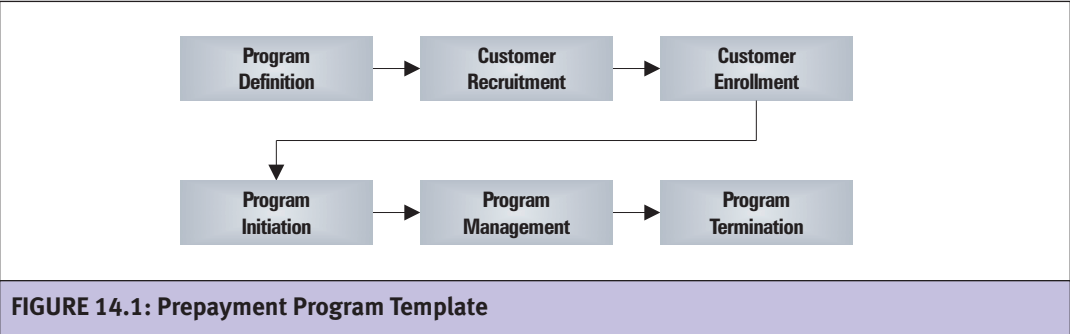 Program
Definition
Customer
Recruitment
Customer
Enrollment
Program
Initiation
Program
Management
Program
Termination
FIGURE 14.1: Prepayment Program Template